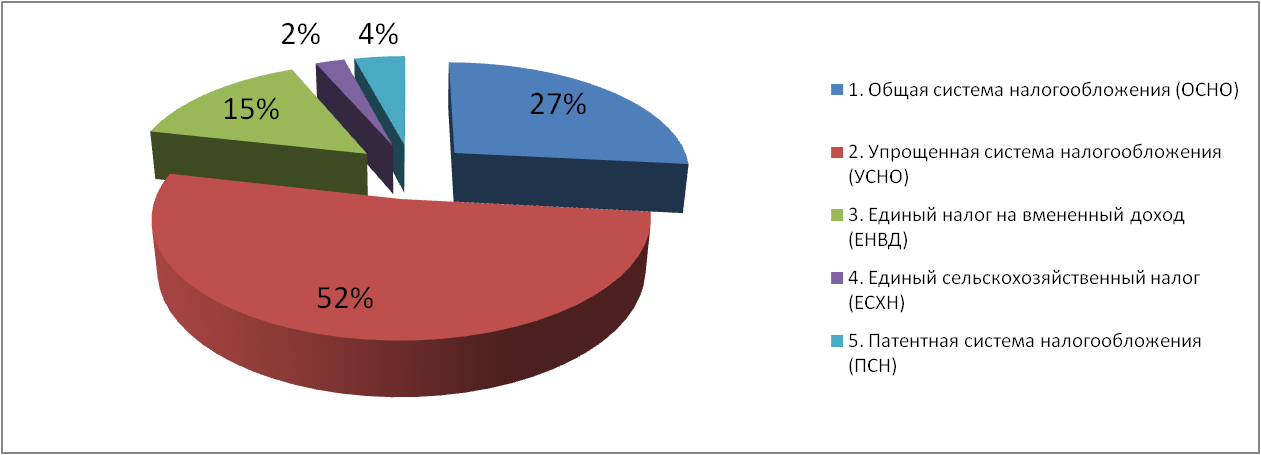 2%
4%
15%
27%
52%
1. Общая система налогообложения (ОСНО)
2. Упрощенная система налогообложения
(УСНО)
3. Единый налог на вмененный доход
(ЕНВД)
4. Единый сельскохозяйственный налог
(ЕСХН)
5. Патентная система налогообложения
(ПСН)